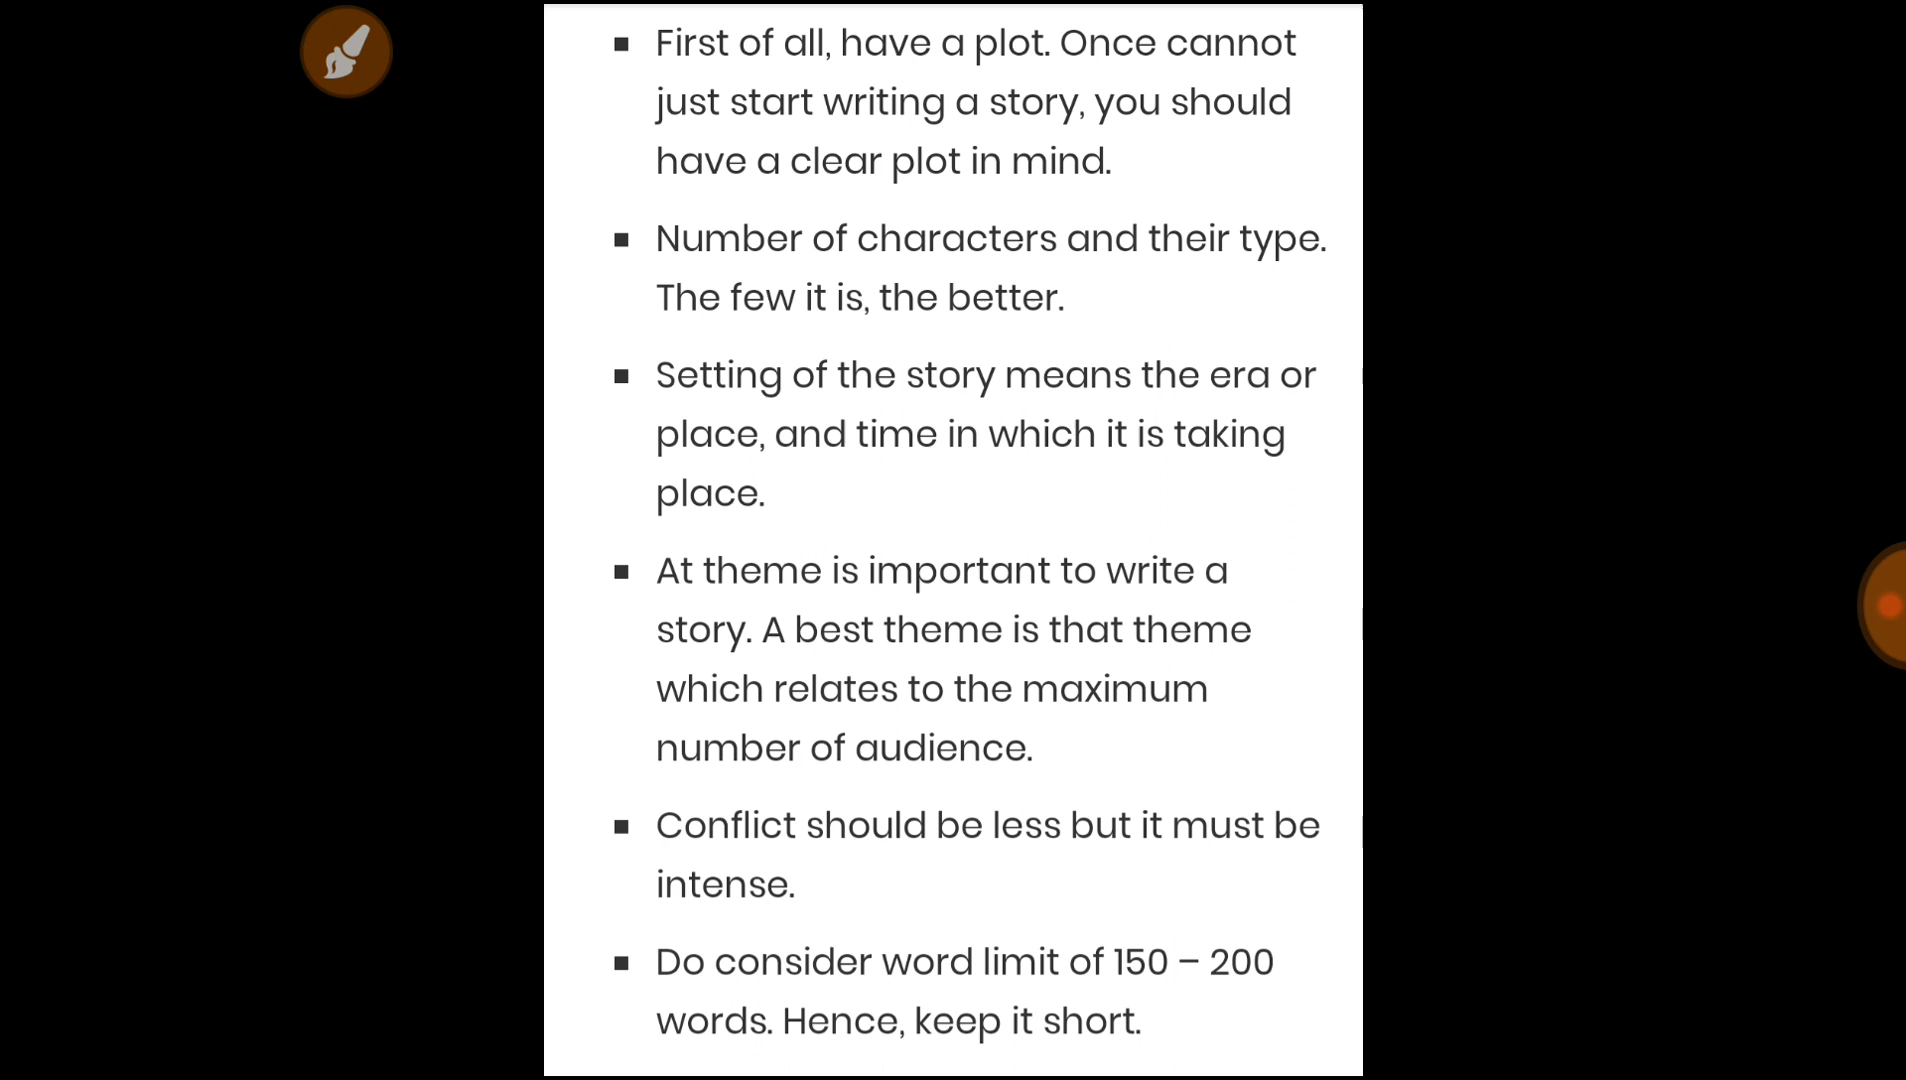 ▪ First of all, have a plot. Once cannot
just start writing a story, you should
have a clear plot in mind.
▪ Number of characters and their type.
The few it is, the better.
▪ Setting of the story means the era or
place, and time in which it is taking
place.
▪ At theme is important to write a
story. A best theme is that theme
which relates to the maximum
number of audience.
▪ Conflict should be less but it must be
intense.
▪ Do consider word limit of 150 – 200
words. Hence, keep it short.